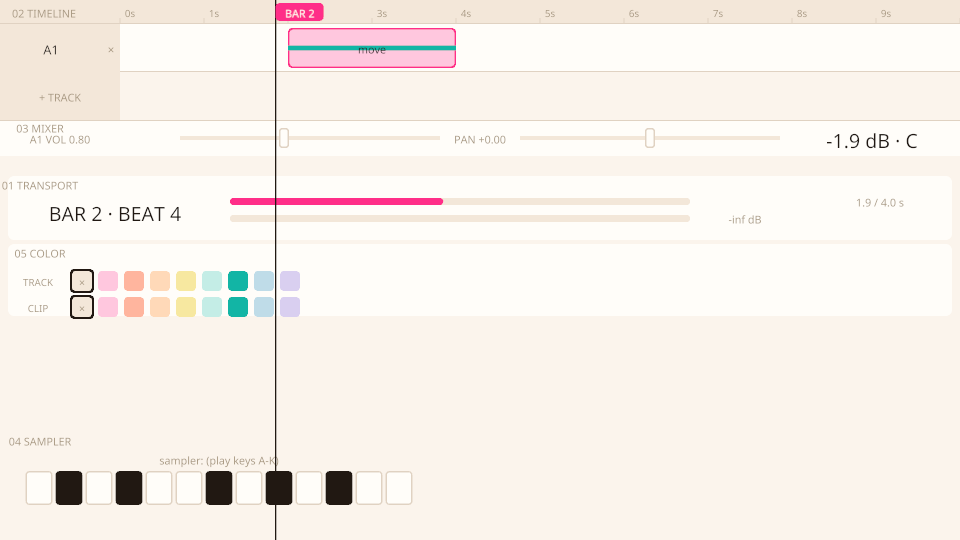 02 TIMELINE 0s 1s BAR 2 3s 4s 5s 6s 7s 8s 9s
A1 × move
+ TRACK
03 MIXER
A1 VOL 0.80 PAN +0.00 -1.9 dB · C
01 TRANSPORT
BAR 2 · BEAT 4 1.9 / 4.0 s
-inf dB
05 COLOR
TRACK ×
CLIP ×
04 SAMPLER
sampler: (play keys A-K)